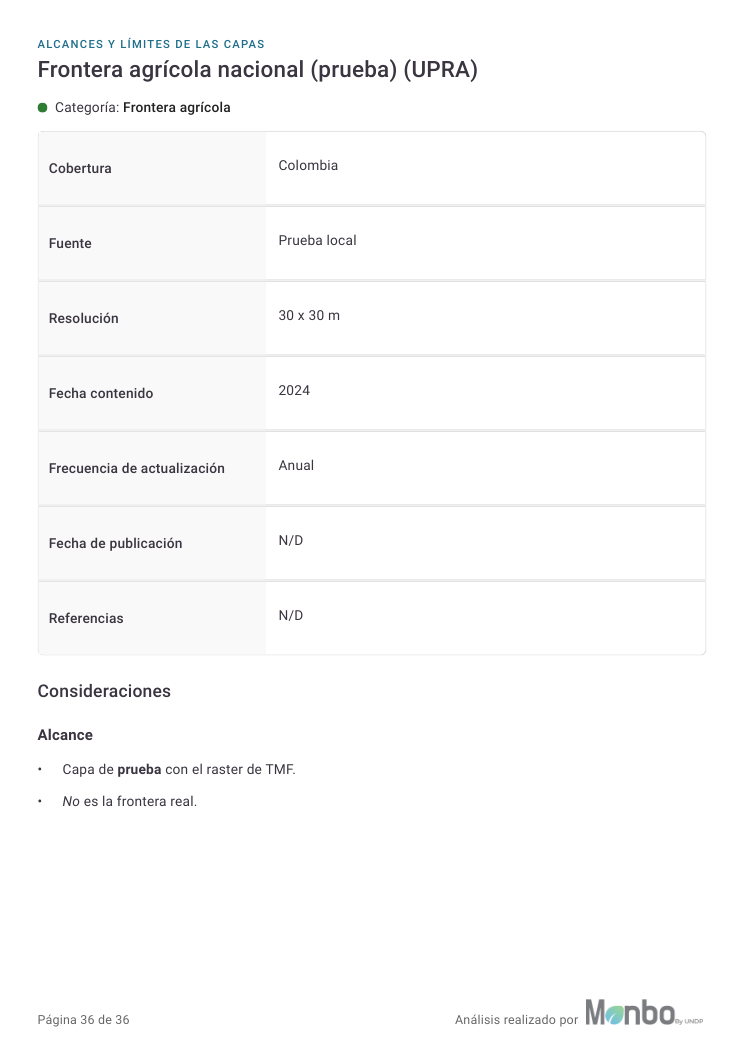 ALCANCES Y LÍMITES DE LAS CAPAS
Frontera agrícola nacional (prueba) (UPRA)
Categoría: Frontera agrícola
Cobertura
Colombia
Fuente
Prueba local
Resolución
30 x 30 m
Fecha contenido
2024
Frecuencia de actualización
Anual
Fecha de publicación
N/D
Referencias
N/D
Consideraciones
Alcance
• Capa de prueba con el raster de TMF.
• No es la frontera real.
Página 36 de 36
Análisis realizado por Monbo By UNDP